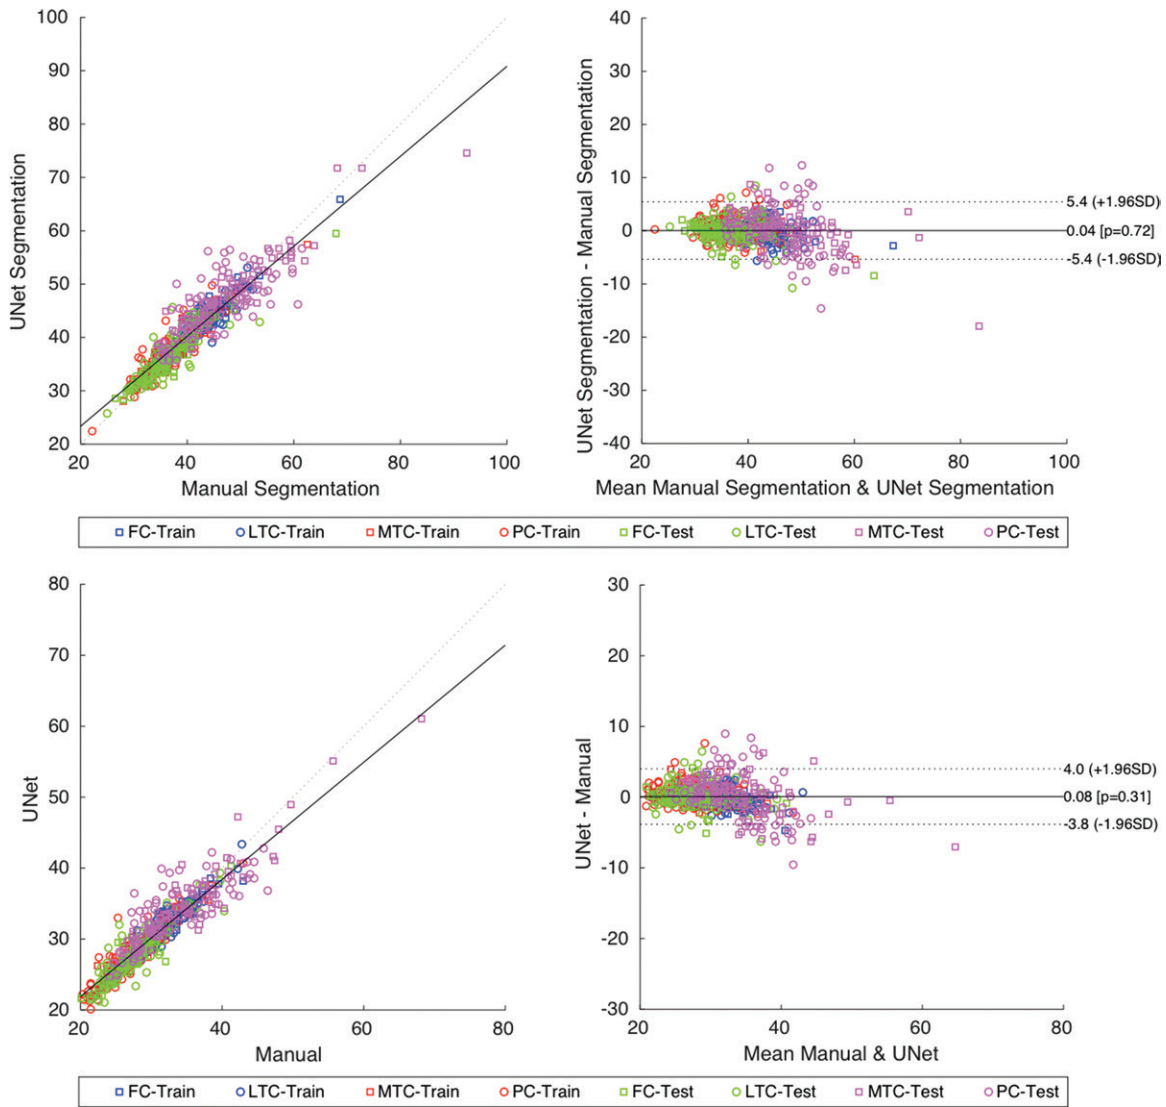 100
90
80
70
60
50
40
30
20
UNet Segmentation
20 40 60 80 100
Manual Segmentation
40
30
20
10
0
-10
-20
-30
-40
UNet Segmentation - Manual Segmentation
5.4 (+1.96SD)
0.04 [p=0.72]
-5.4 (-1.96SD)
20 40 60 80 100
Mean Manual Segmentation & UNet Segmentation
FC-Train LTC-Train MTC-Train PC-Train FC-Test LTC-Test MTC-Test PC-Test
80
70
60
50
40
30
20
UNet
20 40 60 80
Manual
30
20
10
0
-10
-20
-30
UNet - Manual
4.0 (+1.96SD)
0.08 [p=0.31]
-3.8 (-1.96SD)
20 40 60 80
Mean Manual & UNet
FC-Train LTC-Train MTC-Train PC-Train FC-Test LTC-Test MTC-Test PC-Test